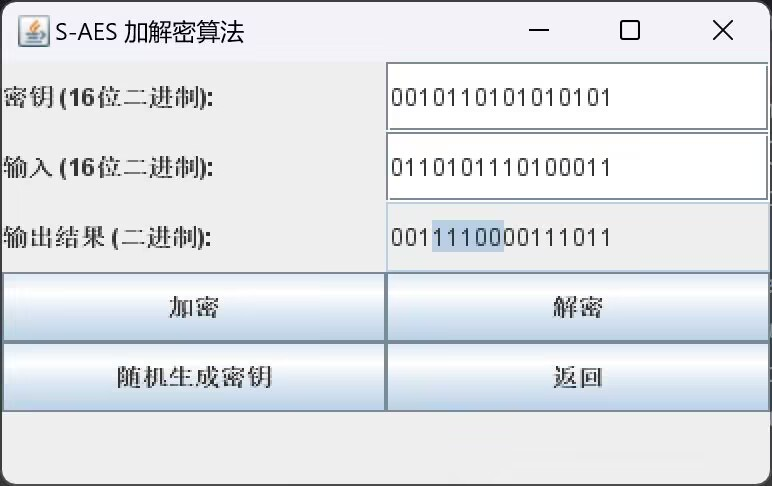 S-AES 加解密算法
密钥 (16位二进制): 0010110101010101
输入 (16位二进制): 0110101110100011
输出结果 (二进制): 0011110000111011
加密 解密
随机生成密钥 返回